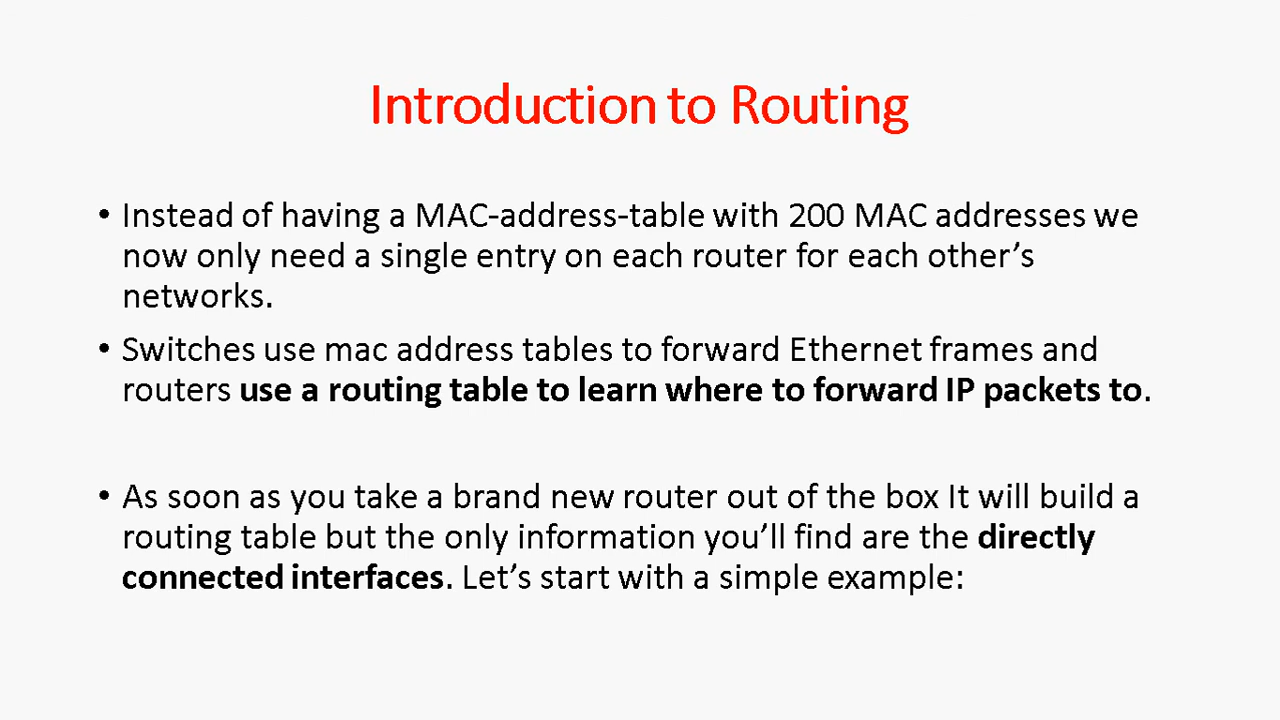 Introduction to Routing
• Instead of having a MAC-address-table with 200 MAC addresses we
now only need a single entry on each router for each other’s
networks.
• Switches use mac address tables to forward Ethernet frames and
routers use a routing table to learn where to forward IP packets to.
• As soon as you take a brand new router out of the box It will build a
routing table but the only information you’ll find are the directly
connected interfaces. Let’s start with a simple example: